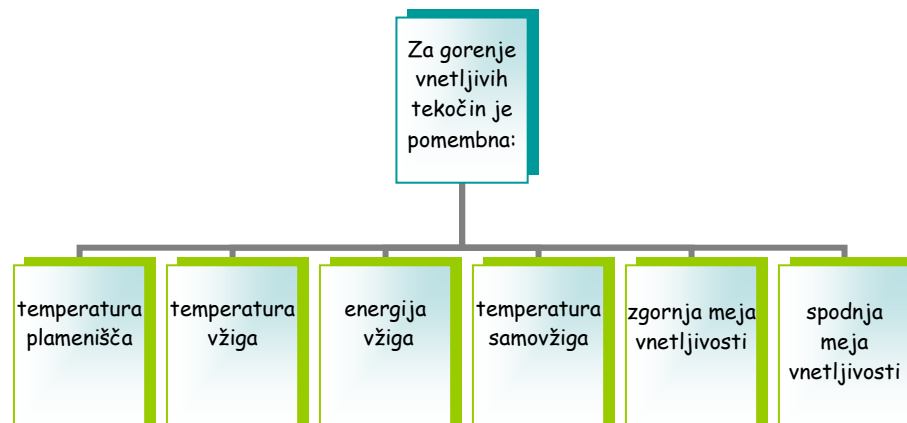 Za gorenje
vnetljivih
tekočin je
pomembna:
temperatura
plamenišča
temperatura
vžiga
energija
vžiga
temperatura
samovžiga
zgornja meja
vnetljivosti
spodnja
meja
vnetljivosti